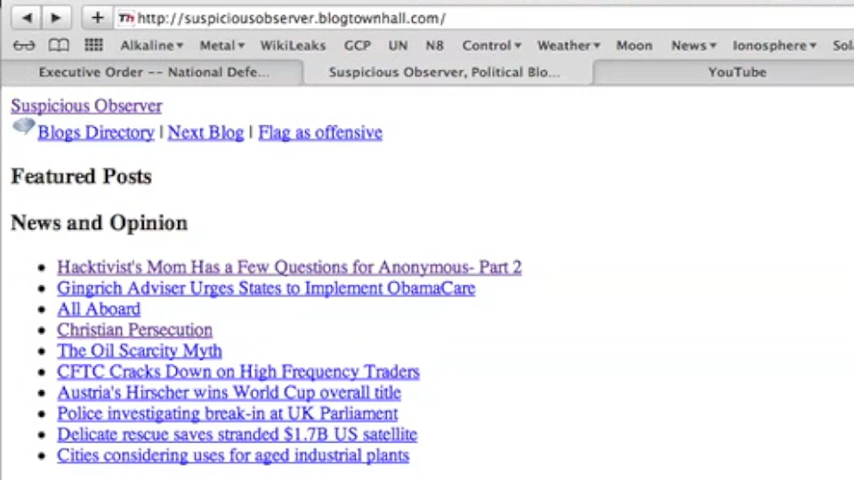 http://suspiciousobserver.blogtownhall.com/
Alkaline Metal WikiLeaks GCP UN N8 Control Weather Moon News Ionosphere Sola
Executive Order -- National Defe... Suspicious Observer, Political Blo... YouTube
Suspicious Observer
Blogs Directory | Next Blog | Flag as offensive
Featured Posts
News and Opinion
Hacktivist's Mom Has a Few Questions for Anonymous- Part 2
Gingrich Adviser Urges States to Implement ObamaCare
All Aboard
Christian Persecution
The Oil Scarcity Myth
CFTC Cracks Down on High Frequency Traders
Austria's Hirscher wins World Cup overall title
Police investigating break-in at UK Parliament
Delicate rescue saves stranded $1.7B US satellite
Cities considering uses for aged industrial plants